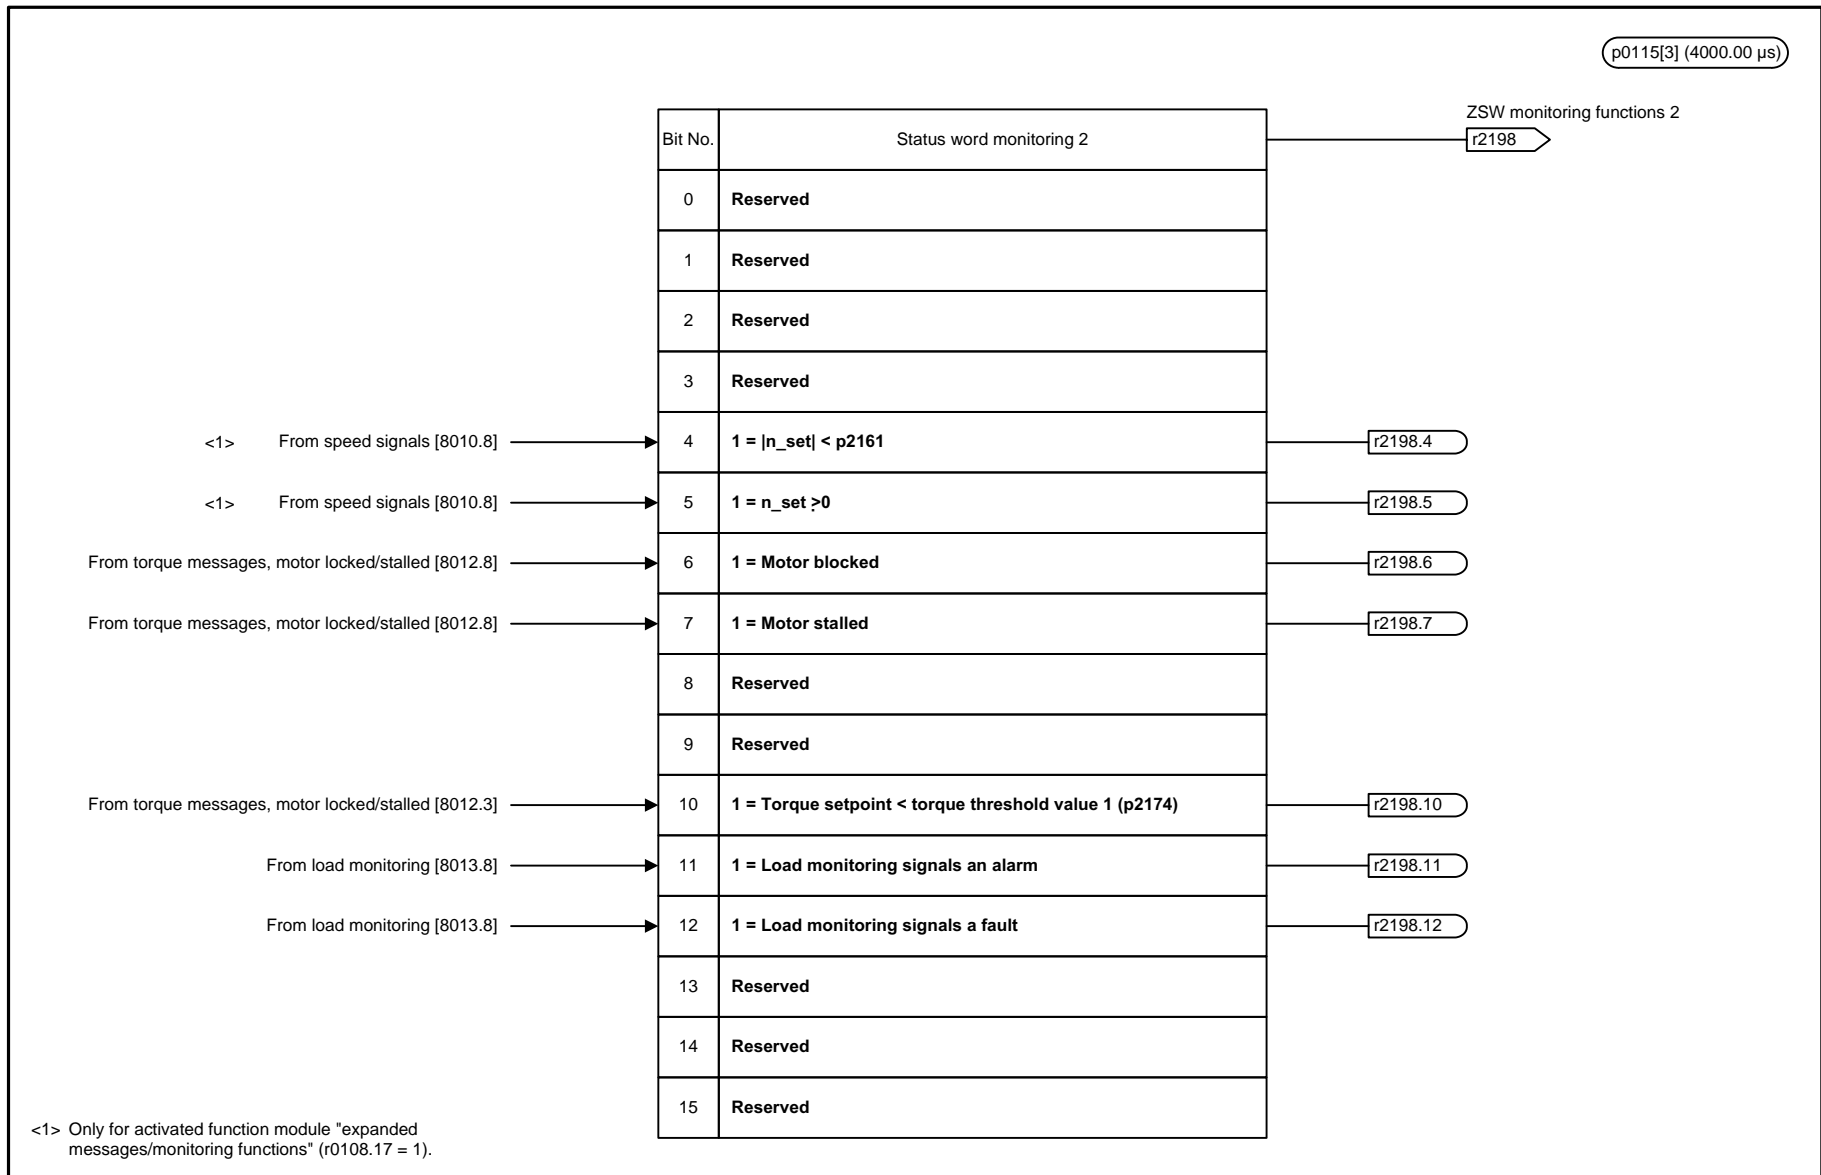 p0115[3] (4000.00 µs)
ZSW monitoring functions 2
Bit No. Status word monitoring 2 r2198
0 Reserved
1 Reserved
2 Reserved
3 Reserved
<1> From speed signals [8010.8] 4 1 = |n_set| < p2161 r2198.4
<1> From speed signals [8010.8] 5 1 = n_set >0 r2198.5
From torque messages, motor locked/stalled [8012.8] 6 1 = Motor blocked r2198.6
From torque messages, motor locked/stalled [8012.8] 7 1 = Motor stalled r2198.7
8 Reserved
9 Reserved
From torque messages, motor locked/stalled [8012.3] 10 1 = Torque setpoint < torque threshold value 1 (p2174) r2198.10
From load monitoring [8013.8] 11 1 = Load monitoring signals an alarm r2198.11
From load monitoring [8013.8] 12 1 = Load monitoring signals a fault r2198.12
13 Reserved
14 Reserved
15 Reserved
<1> Only for activated function module "expanded
messages/monitoring functions" (r0108.17 = 1).